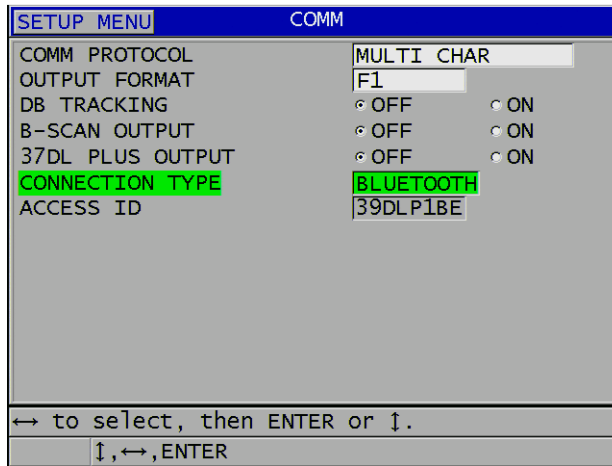 SETUP MENU COMM
COMM PROTOCOL MULTI CHAR
OUTPUT FORMAT F1
DB TRACKING OFF ON
B-SCAN OUTPUT OFF ON
37DL PLUS OUTPUT OFF ON
CONNECTION TYPE BLUETOOTH
ACCESS ID 39DLP1BE
↔ to select, then ENTER or ↕.
↕,↔,ENTER